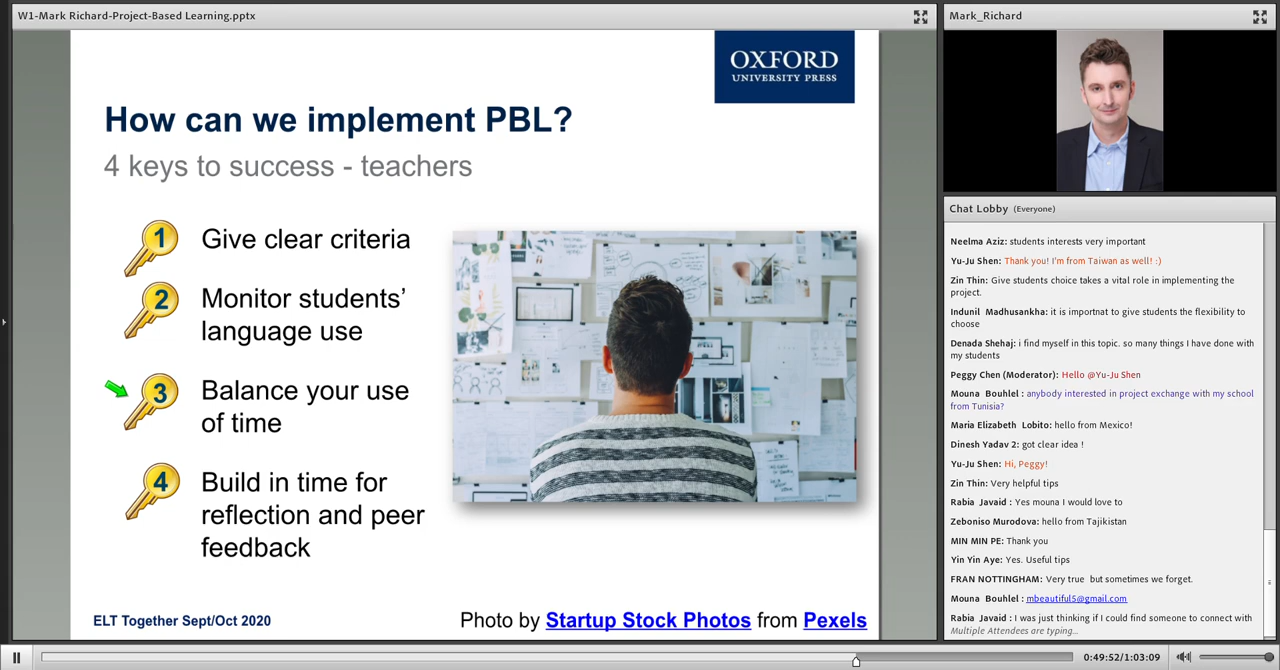 W1-Mark Richard-Project-Based Learning.pptx
OXFORD
UNIVERSITY PRESS
How can we implement PBL?
4 keys to success - teachers
1
Give clear criteria
2
Monitor students’
language use
3
Balance your use
of time
4
Build in time for
reflection and peer
feedback
ELT Together Sept/Oct 2020
Photo by Startup Stock Photos from Pexels
Mark_Richard
Chat Lobby (Everyone)
Neelma Aziz: students interests very important
Yu-Ju Shen: Thank you! I'm from Taiwan as well! :)
Zin Thin: Give students choice takes a vital role in implementing the
project.
Indunil Madhusankha: it is importnat to give students the flexibility to
choose
Denada Shehaj: i find myself in this topic. so many things I have done with
my students
Peggy Chen (Moderator): Hello @Yu-Ju Shen
Mouna Bouhlel : anybody interested in project exchange with my school
from Tunisia?
Maria Elizabeth Lobito: hello from Mexico!
Dinesh Yadav 2: got clear idea !
Yu-Ju Shen: Hi, Peggy!
Zin Thin: Very helpful tips
Rabia Javaid : Yes mouna I would love to
Zeboniso Murodova: hello from Tajikistan
MIN MIN PE: Thank you
Yin Yin Aye: Yes. Useful tips
FRAN NOTTINGHAM: Very true but sometimes we forget.
Mouna Bouhlel : mbeautiful5@gmail.com
Rabia Javaid : I was just thinking if I could find someone to connect with
Multiple Attendees are typing...
0:49:52/1:03:09